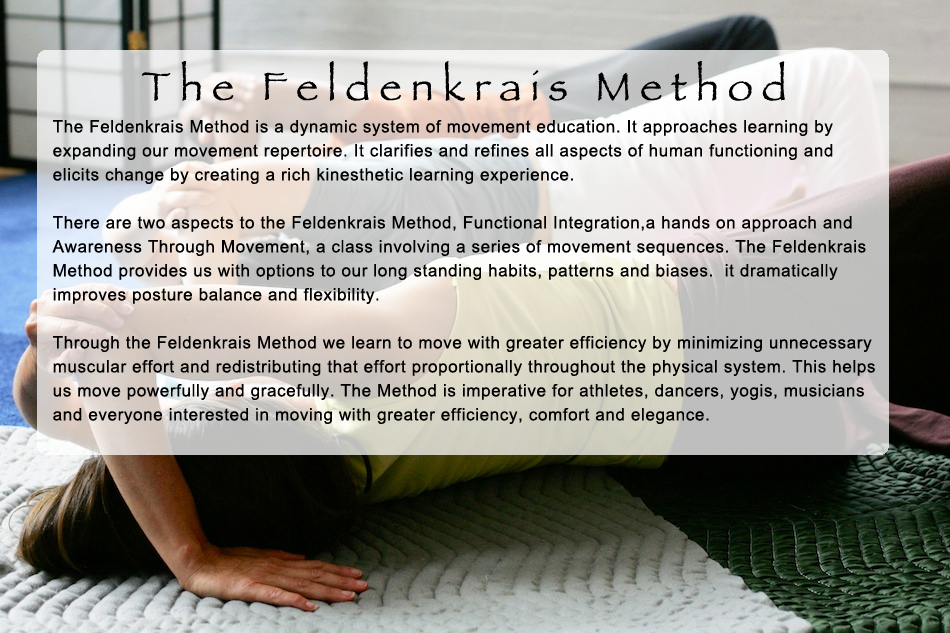 The Feldenkrais Method
The Feldenkrais Method is a dynamic system of movement education. It approaches learning by
expanding our movement repertoire. It clarifies and refines all aspects of human functioning and
elicits change by creating a rich kinesthetic learning experience.
There are two aspects to the Feldenkrais Method, Functional Integration,a hands on approach and
Awareness Through Movement, a class involving a series of movement sequences. The Feldenkrais
Method provides us with options to our long standing habits, patterns and biases.  it dramatically
improves posture balance and flexibility.
Through the Feldenkrais Method we learn to move with greater efficiency by minimizing unnecessary
muscular effort and redistributing that effort proportionally throughout the physical system. This helps
us move powerfully and gracefully. The Method is imperative for athletes, dancers, yogis, musicians
and everyone interested in moving with greater efficiency, comfort and elegance.